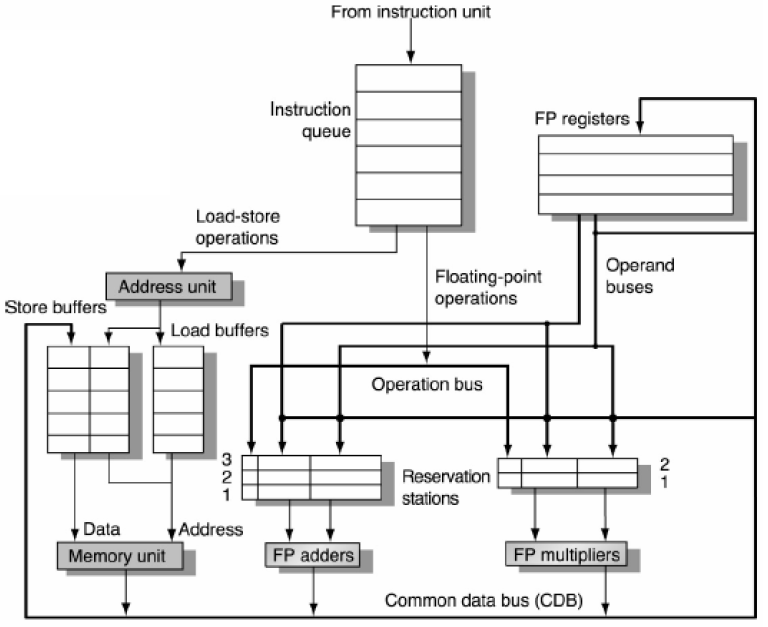 From instruction unit
Instruction
queue
FP registers
Load-store
operations
Address unit
Floating-point
operations
Operand
buses
Store buffers
Load buffers
Operation bus
3
2
1
Reservation
stations
2
1
Data
Address
Memory unit
FP adders
FP multipliers
Common data bus (CDB)